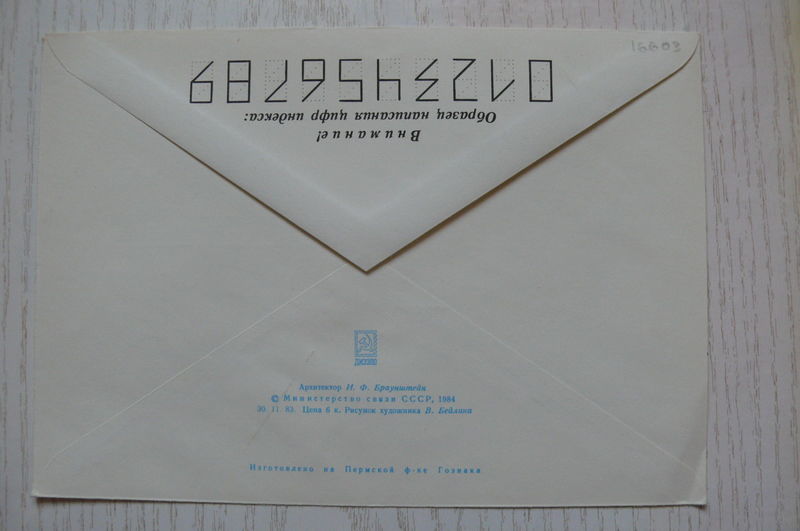 Внимание!
Образец написания цифр индекса:
0123456789
ДИЭЗПО
Архитектор И. Ф. Браунштейн
© Министерство связи СССР, 1984
30. 11. 83. Цена 6 к. Рисунок художника В. Бейлина
Изготовлено на Пермской ф-ке Гознака